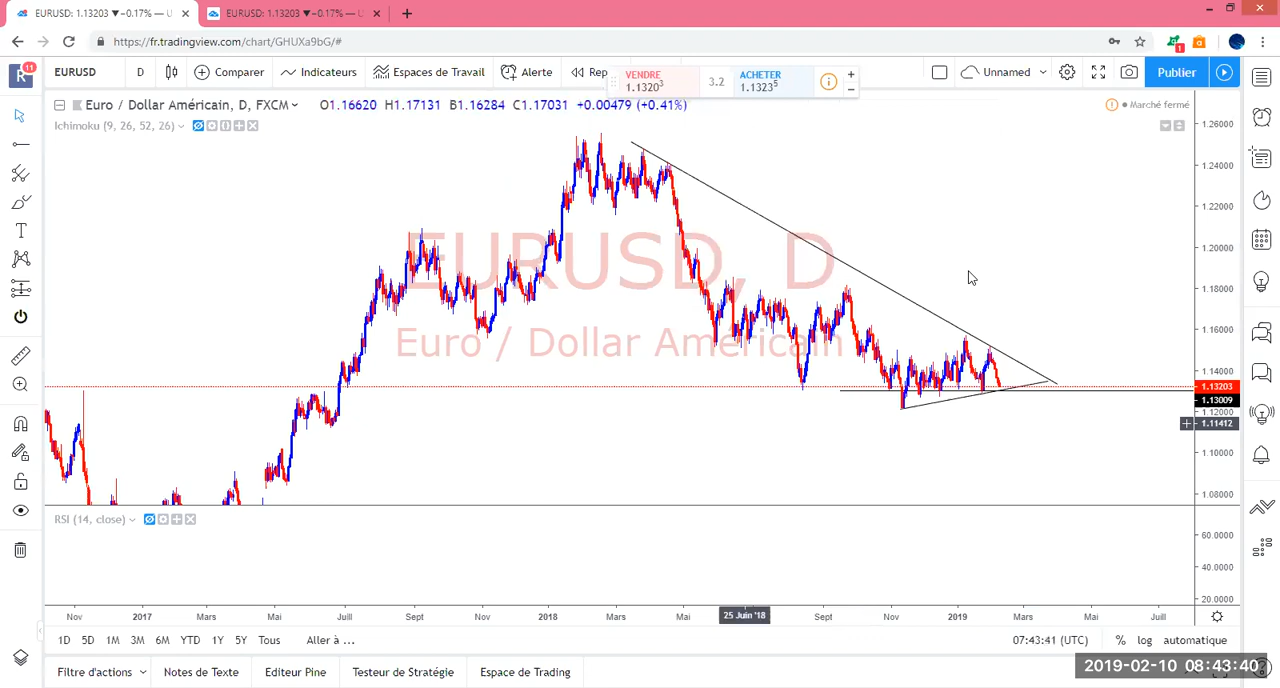 EURUSD: 1.13203 ▼−0.17% — U
EURUSD: 1.13203 ▼−0.17% — U
https://fr.tradingview.com/chart/GHUXa9bG/#
1
R
11
EURUSD
D
Comparer
Indicateurs
Espaces de Travail
Alerte
Rep
VENDRE
1.1320³
3.2
ACHETER
1.1323⁵
Unnamed
Publier
Euro / Dollar Américain, D, FXCM
O1.16620 H1.17131 B1.16284 C1.17031 +0.00479 (+0.41%)
Marché fermé
Ichimoku (9, 26, 52, 26)
EURUSD, D
Euro / Dollar Américain
1.26000
1.24000
1.22000
1.20000
1.18000
1.16000
1.14000
1.13203
1.13009
1.12000
1.11412
1.10000
1.08000
RSI (14, close)
60.0000
40.0000
20.0000
Nov 2017 Mars Mai Juill Sept Nov 2018 Mars Mai 25 Juin '18 Sept Nov 2019 Mars Mai Juill
1D 5D 1M 3M 6M YTD 1Y 5Y Tous Aller à ...
07:43:41 (UTC) % log automatique
Filtre d'actions Notes de Texte Editeur Pine Testeur de Stratégie Espace de Trading
2019-02-10 08:43:40